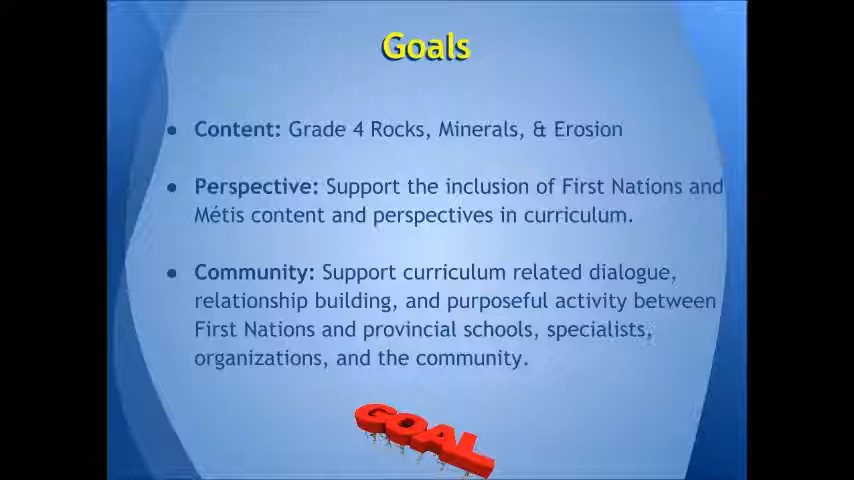 Goals
● Content: Grade 4 Rocks, Minerals, & Erosion
● Perspective: Support the inclusion of First Nations and
Métis content and perspectives in curriculum.
● Community: Support curriculum related dialogue,
relationship building, and purposeful activity between
First Nations and provincial schools, specialists,
organizations, and the community.
GOAL